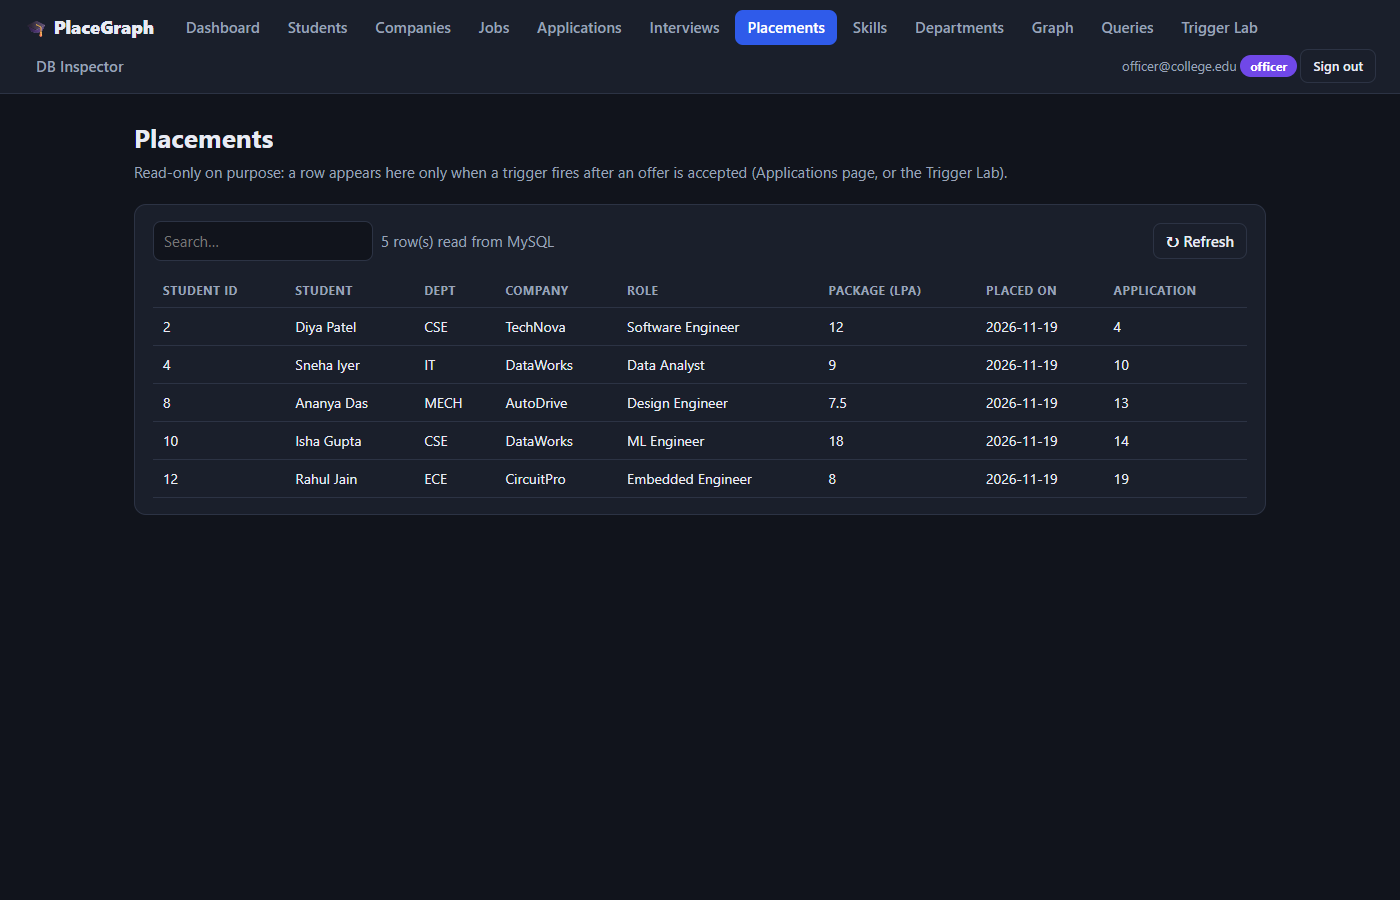 PlaceGraph Dashboard Students Companies Jobs Applications Interviews Placements Skills Departments Graph Queries Trigger Lab
DB Inspector officer@college.edu officer Sign out
Placements
Read-only on purpose: a row appears here only when a trigger fires after an offer is accepted (Applications page, or the Trigger Lab).
Search... 5 row(s) read from MySQL ↻ Refresh
STUDENT ID STUDENT DEPT COMPANY ROLE PACKAGE (LPA) PLACED ON APPLICATION
2 Diya Patel CSE TechNova Software Engineer 12 2026-11-19 4
4 Sneha Iyer IT DataWorks Data Analyst 9 2026-11-19 10
8 Ananya Das MECH AutoDrive Design Engineer 7.5 2026-11-19 13
10 Isha Gupta CSE DataWorks ML Engineer 18 2026-11-19 14
12 Rahul Jain ECE CircuitPro Embedded Engineer 8 2026-11-19 19